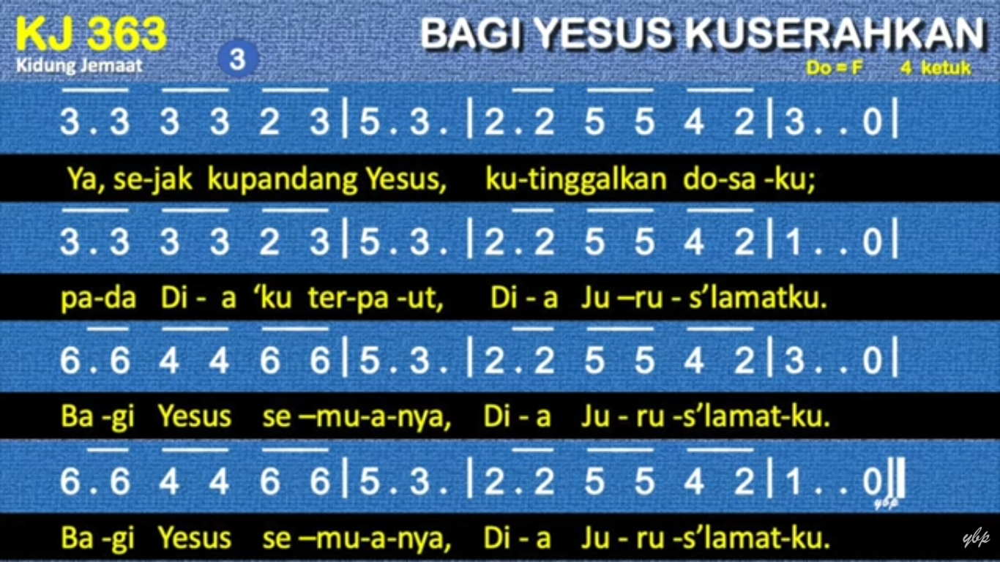 KJ 363
BAGI YESUS KUSERAHKAN
Kidung Jemaat
3
Do = F 4 ketuk
3 . 3 3 3 2 3 | 5 . 3 . | 2 . 2 5 5 4 2 | 3 . . 0 |
Ya, se-jak kupandang Yesus, ku-tinggalkan do-sa -ku;
3 . 3 3 3 2 3 | 5 . 3 . | 2 . 2 5 5 4 2 | 1 . . 0 |
pa-da Di - a ‘ku ter-pa -ut, Di - a Ju –ru - s’lamatku.
6 . 6 4 4 6 6 | 5 . 3 . | 2 . 2 5 5 4 2 | 3 . . 0 |
Ba -gi Yesus se –mu-a-nya, Di - a Ju - ru -s’lamat-ku.
6 . 6 4 4 6 6 | 5 . 3 . | 2 . 2 5 5 4 2 | 1 . . 0 ||
ybp
Ba -gi Yesus se –mu-a-nya, Di - a Ju - ru -s’lamat-ku.
ybp